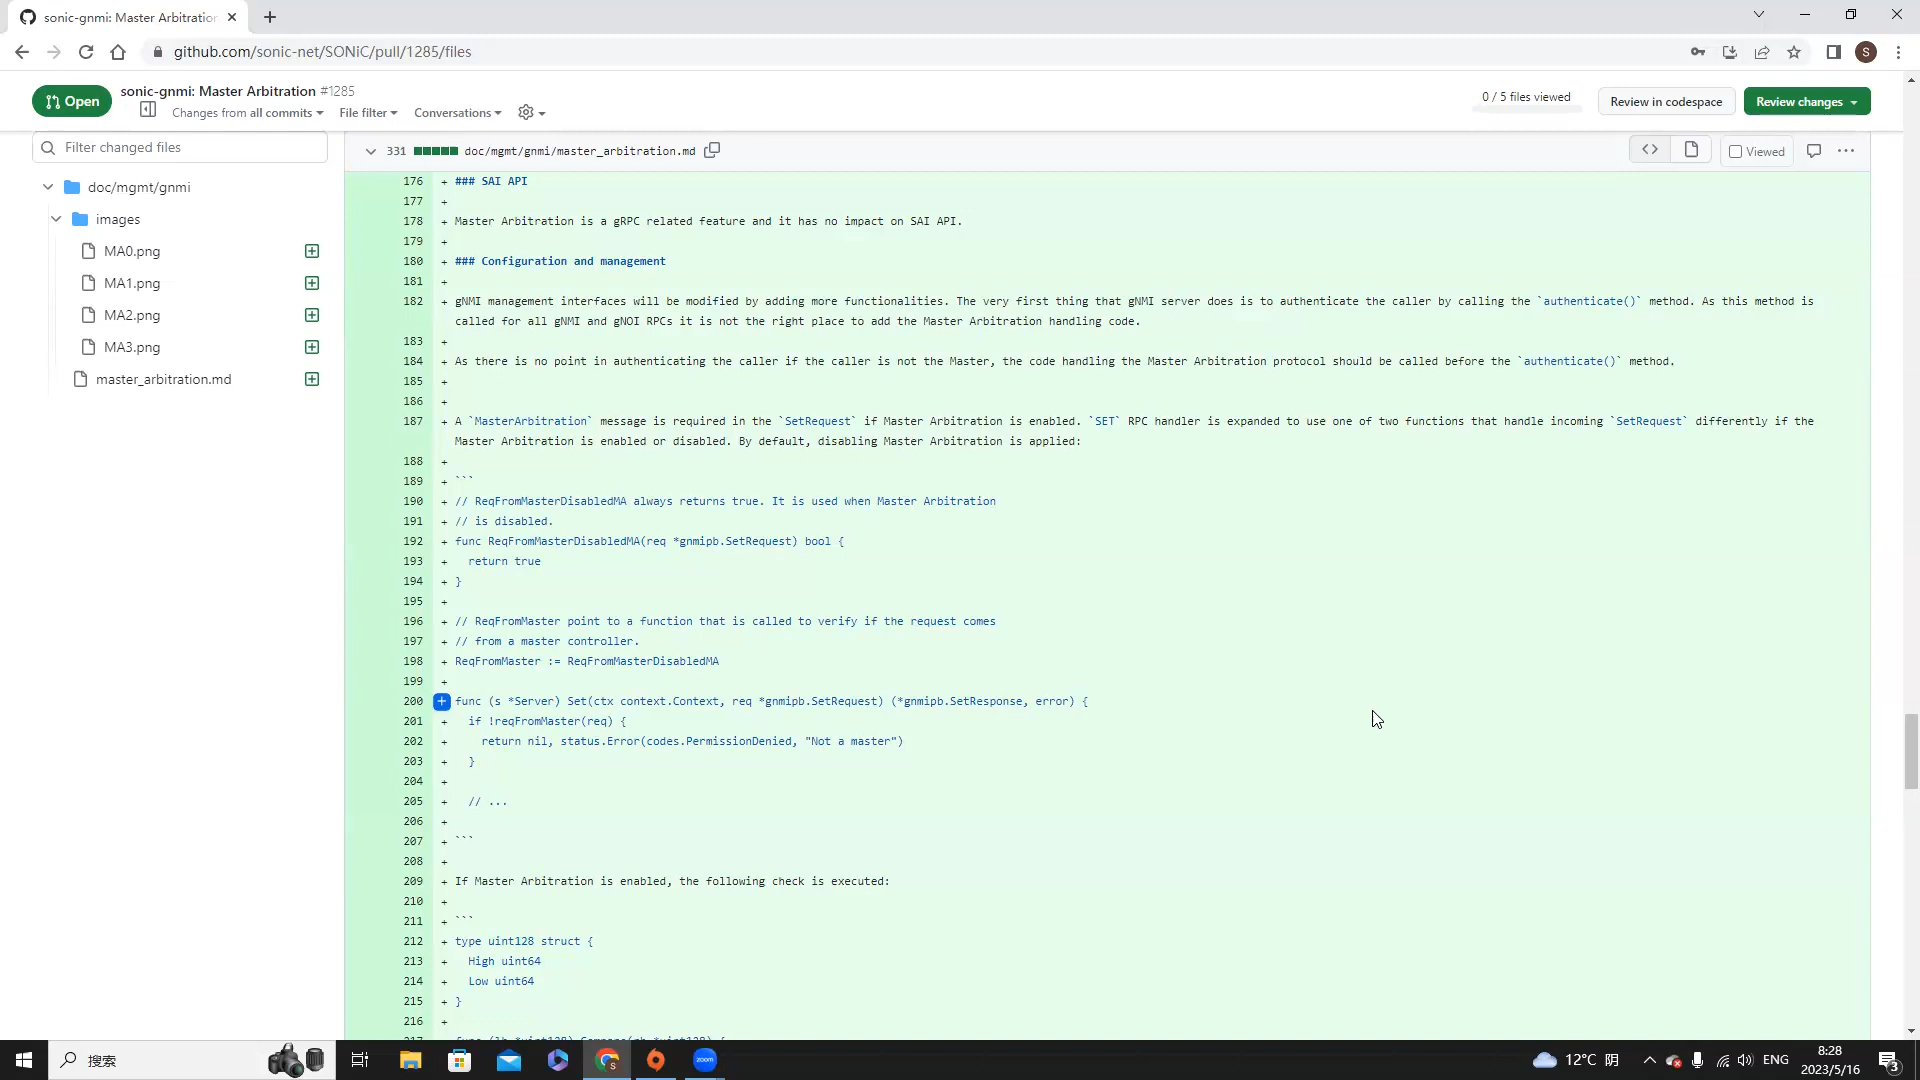 sonic-gnmi: Master Arbitration
github.com/sonic-net/SONiC/pull/1285/files
S
Open
sonic-gnmi: Master Arbitration #1285
Changes from all commits
File filter
Conversations
0 / 5 files viewed
Review in codespace
Review changes
Filter changed files
331
doc/mgmt/gnmi/master_arbitration.md
Viewed
doc/mgmt/gnmi
images
MA0.png
MA1.png
MA2.png
MA3.png
master_arbitration.md
176 + ### SAI API
177 +
178 + Master Arbitration is a gRPC related feature and it has no impact on SAI API.
179 +
180 + ### Configuration and management
181 +
182 + gNMI management interfaces will be modified by adding more functionalities. The very first thing that gNMI server does is to authenticate the caller by calling the `authenticate()` method. As this method is
called for all gNMI and gNOI RPCs it is not the right place to add the Master Arbitration handling code.
183 +
184 + As there is no point in authenticating the caller if the caller is not the Master, the code handling the Master Arbitration protocol should be called before the `authenticate()` method.
185 +
186 +
187 + A `MasterArbitration` message is required in the `SetRequest` if Master Arbitration is enabled. `SET` RPC handler is expanded to use one of two functions that handle incoming `SetRequest` differently if the
Master Arbitration is enabled or disabled. By default, disabling Master Arbitration is applied:
188 +
189 + ```
190 + // ReqFromMasterDisabledMA always returns true. It is used when Master Arbitration
191 + // is disabled.
192 + func ReqFromMasterDisabledMA(req *gnmipb.SetRequest) bool {
193 + return true
194 + }
195 +
196 + // ReqFromMaster point to a function that is called to verify if the request comes
197 + // from a master controller.
198 + ReqFromMaster := ReqFromMasterDisabledMA
199 +
200 + func (s *Server) Set(ctx context.Context, req *gnmipb.SetRequest) (*gnmipb.SetResponse, error) {
201 + if !reqFromMaster(req) {
202 + return nil, status.Error(codes.PermissionDenied, "Not a master")
203 + }
204 +
205 + // ...
206 +
207 + ```
208 +
209 + If Master Arbitration is enabled, the following check is executed:
210 +
211 + ```
212 + type uint128 struct {
213 + High uint64
214 + Low uint64
215 + }
216 +
搜索
zoom
12°C 阴
ENG
8:28
2023/5/16
3